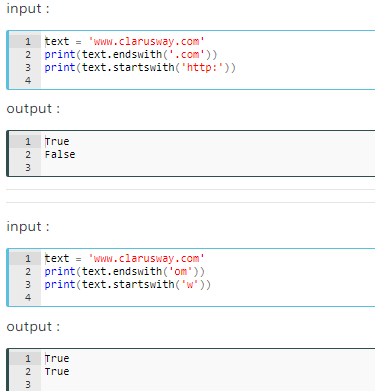 input :
1 text = 'www.clarusway.com'
2 print(text.endswith('.com'))
3 print(text.startswith('http:'))
4
output :
1 True
2 False
3
input :
1 text = 'www.clarusway.com'
2 print(text.endswith('om'))
3 print(text.startswith('w'))
4
output :
1 True
2 True
3